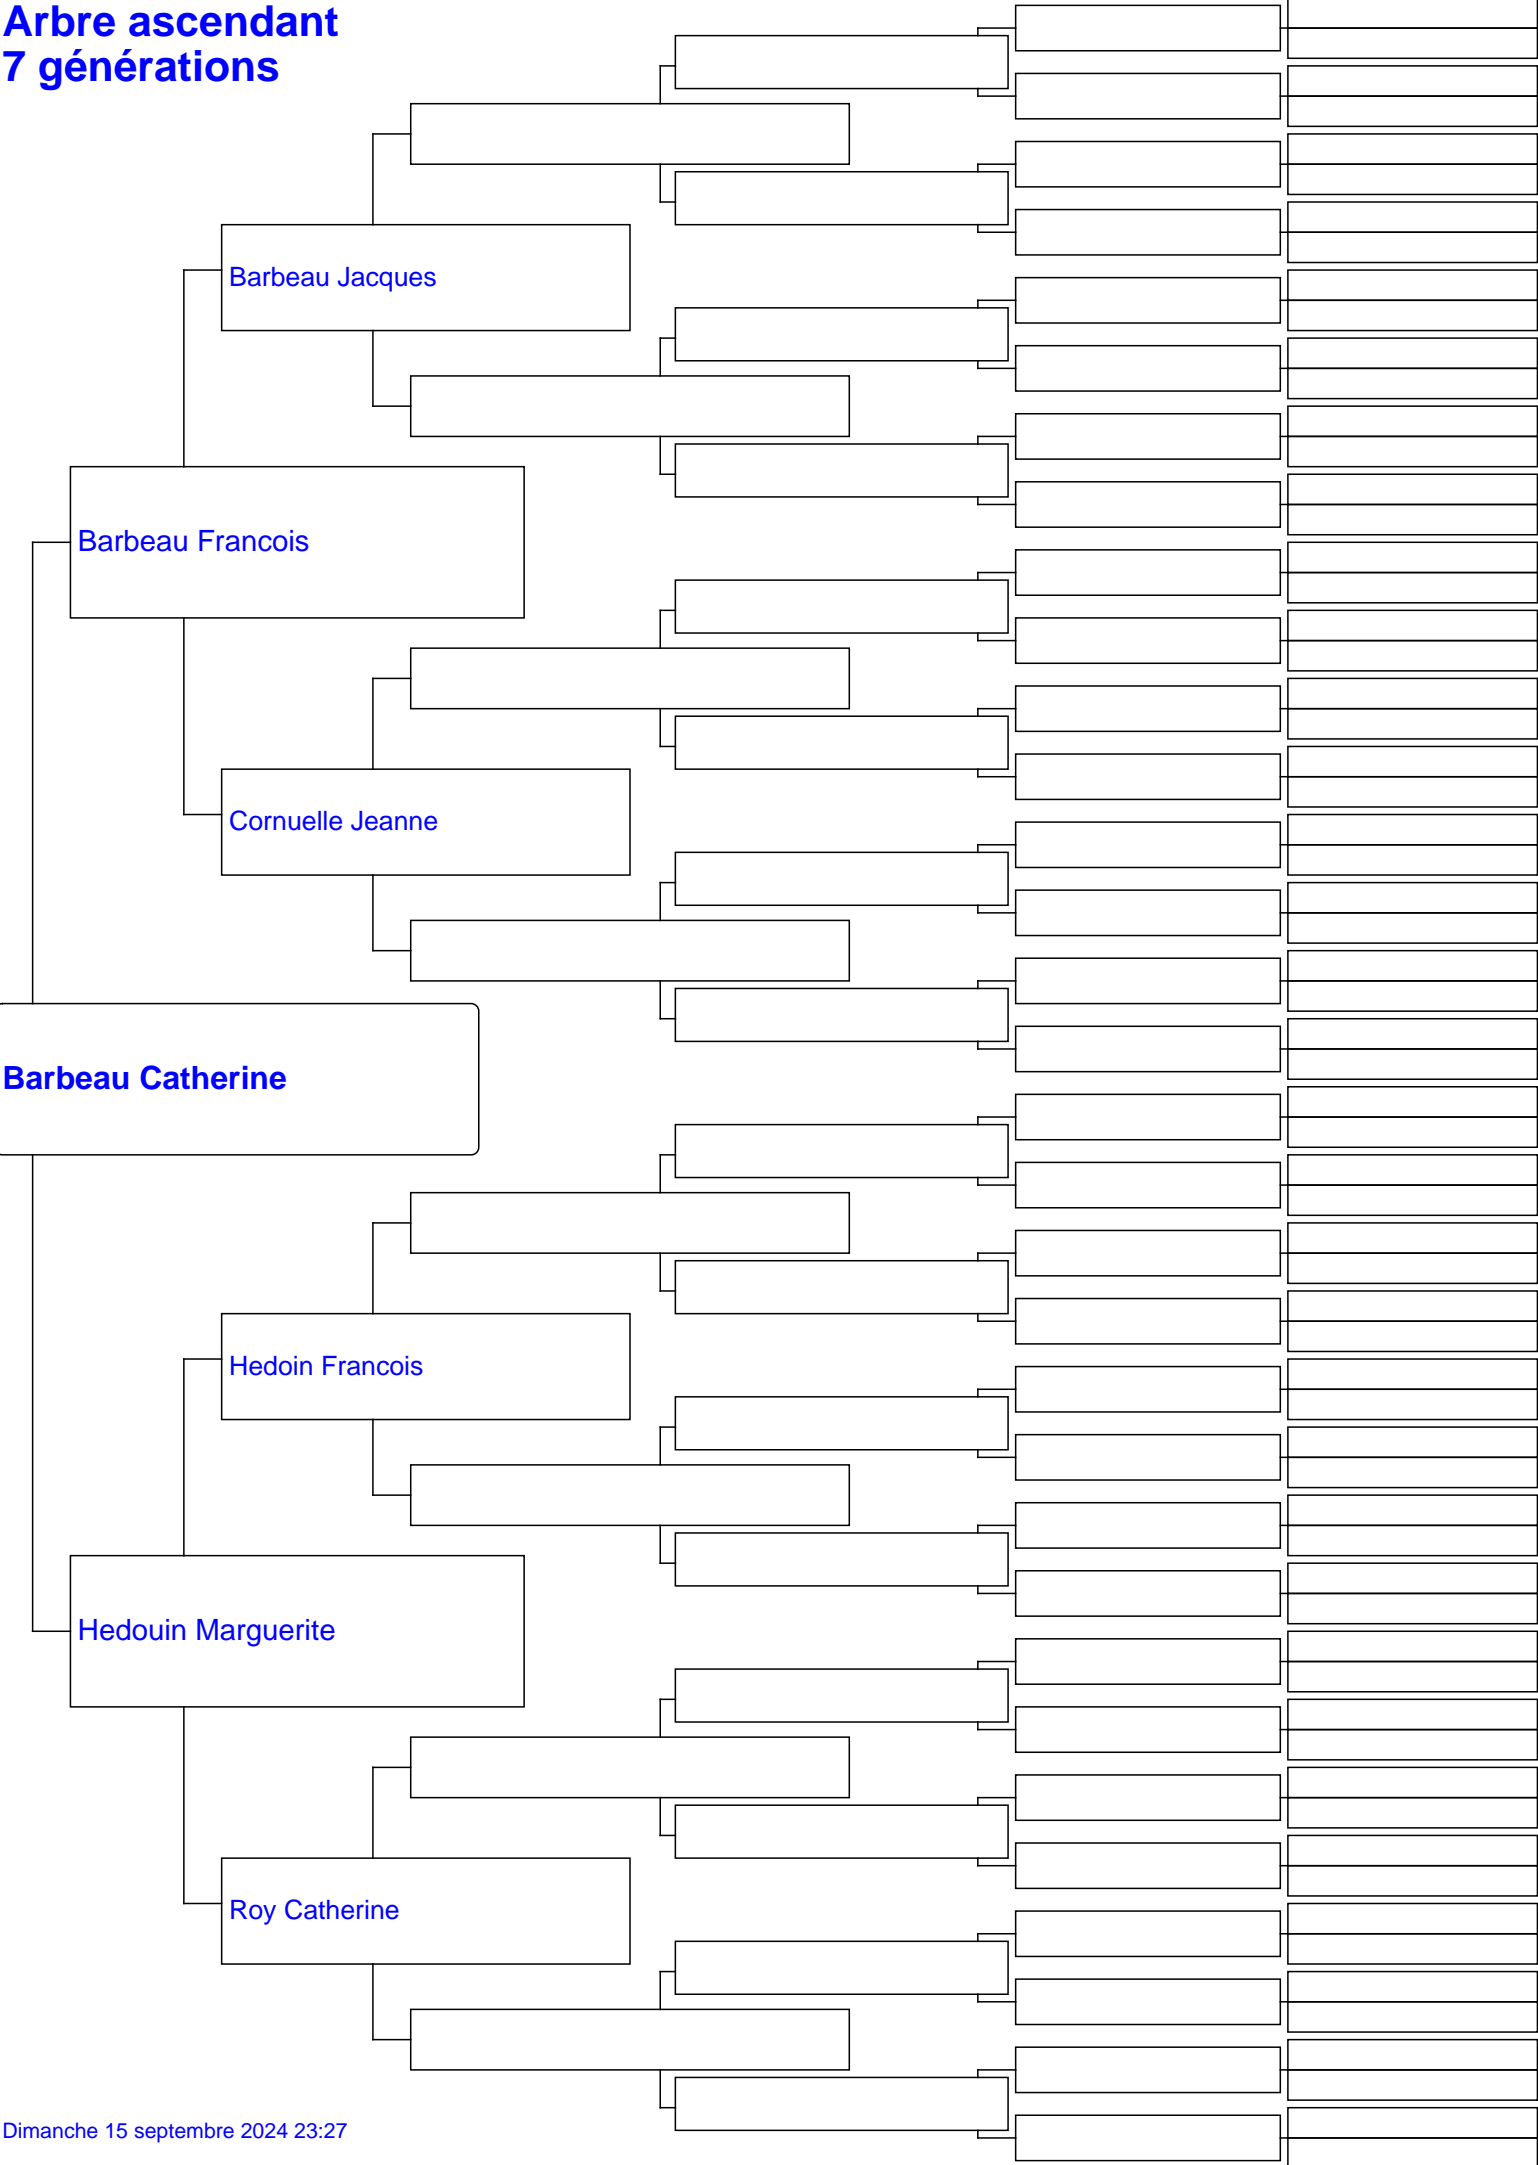 Arbre ascendant
7 générations
Barbeau Jacques
Barbeau Francois
Cornuelle Jeanne
Barbeau Catherine
Hedoin Francois
Hedouin Marguerite
Roy Catherine
Dimanche 15 septembre 2024 23:27